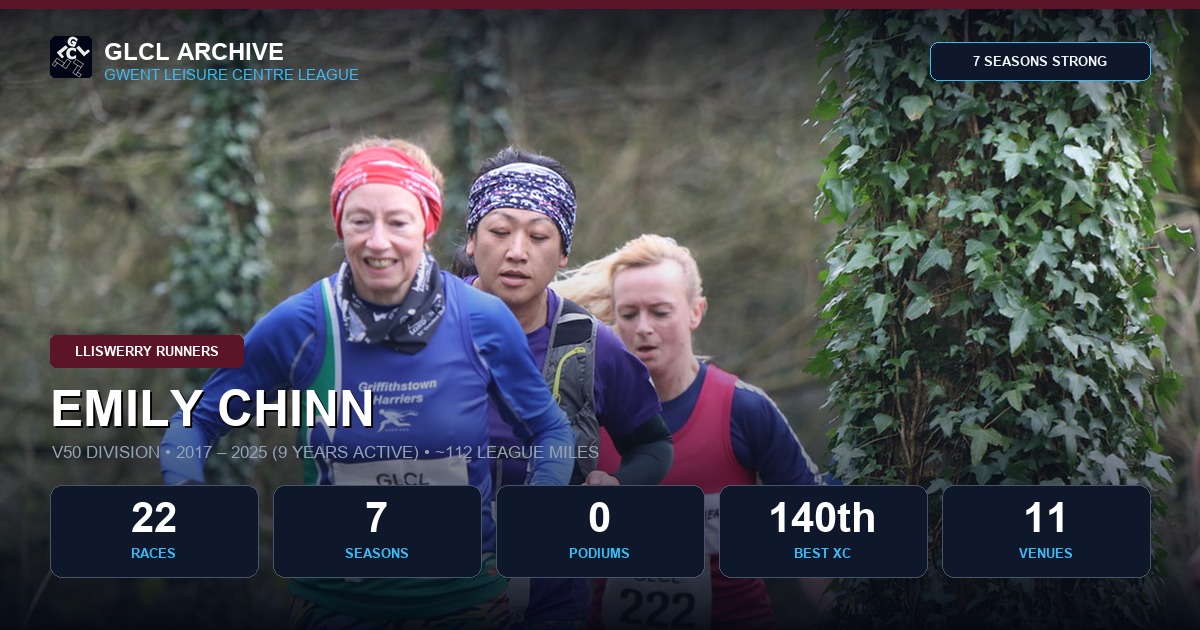 GLCL ARCHIVE
GWENT LEISURE CENTRE LEAGUE
7 SEASONS STRONG
LLISWERRY RUNNERS
Griffithstown
Harriers
EMILY CHINN
V50 DIVISION • 2017 – 2025 (9 YEARS ACTIVE) • ~112 LEAGUE MILES
GLCL
22
RACES
7
SEASONS
0
PODIUMS
140th
BEST XC
11
VENUES
GLCL
222